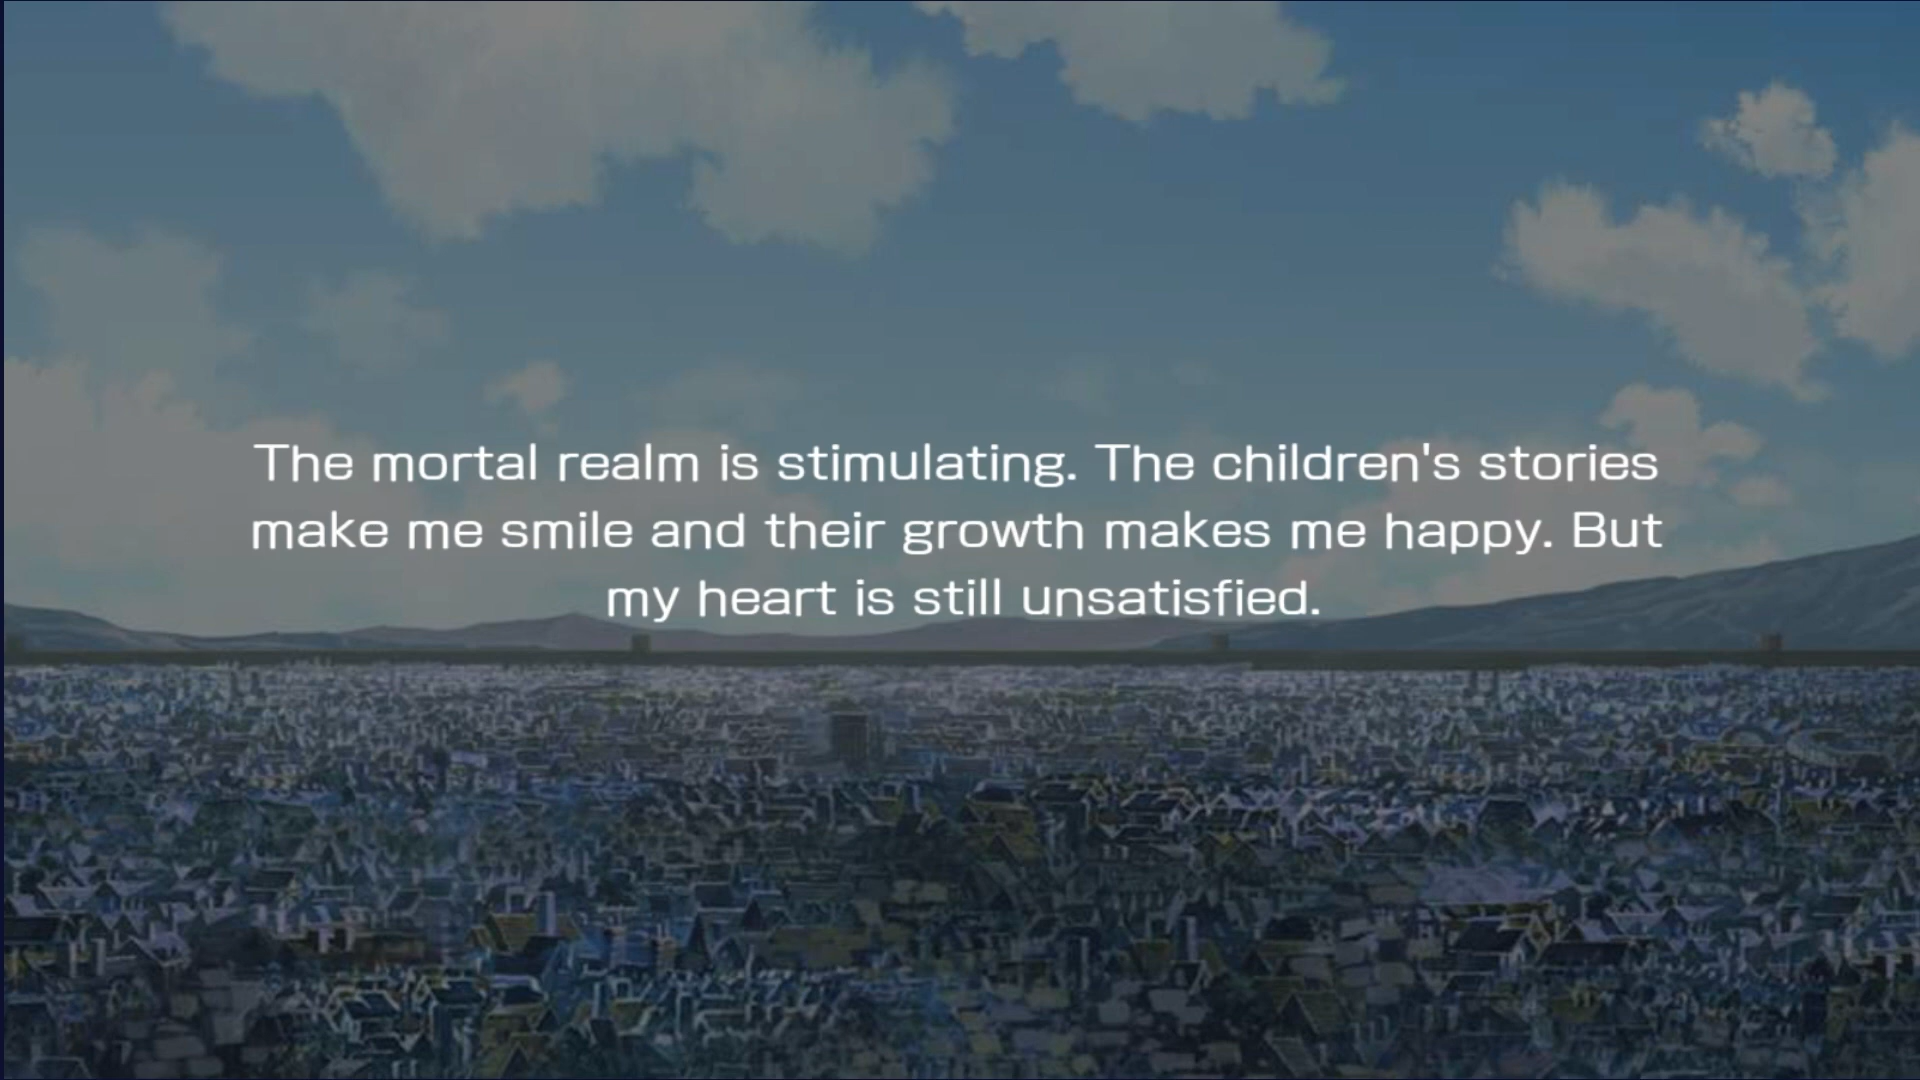 The mortal realm is stimulating. The children's stories
make me smile and their growth makes me happy. But
my heart is still unsatisfied.